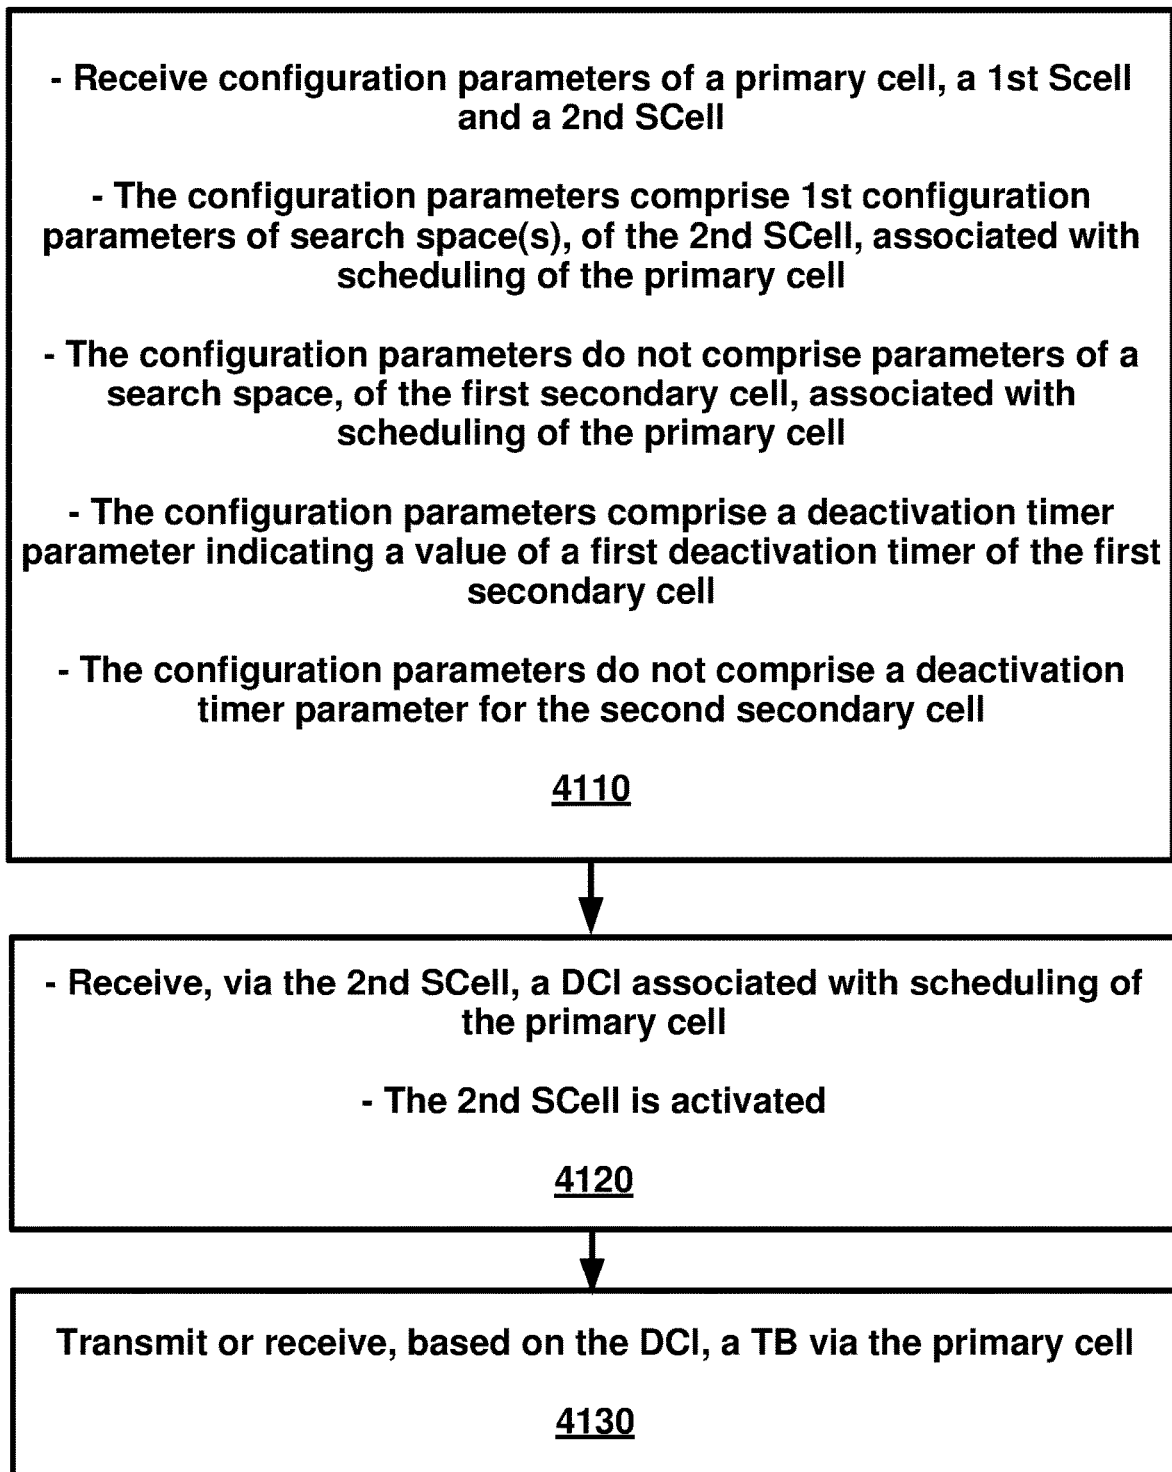 - Receive configuration parameters of a primary cell, a 1st Scell
and a 2nd SCell
- The configuration parameters comprise 1st configuration
parameters of search space(s), of the 2nd SCell, associated with
scheduling of the primary cell
- The configuration parameters do not comprise parameters of a
search space, of the first secondary cell, associated with
scheduling of the primary cell
- The configuration parameters comprise a deactivation timer
parameter indicating a value of a first deactivation timer of the first
secondary cell
- The configuration parameters do not comprise a deactivation
timer parameter for the second secondary cell
4110
- Receive, via the 2nd SCell, a DCI associated with scheduling of
the primary cell
- The 2nd SCell is activated
4120
Transmit or receive, based on the DCI, a TB via the primary cell
4130